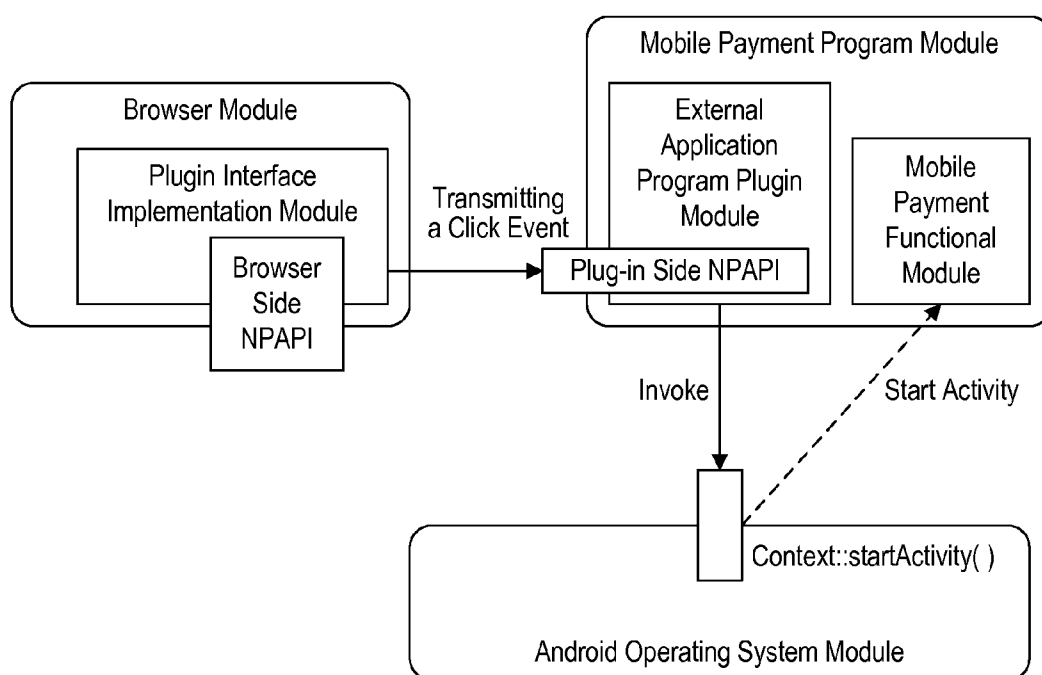 Mobile Payment Program Module
Browser Module
Plugin Interface
Implementation Module
Browser
Side
NPAPI
Transmitting
a Click Event
External
Application
Program Plugin
Module
Plug-in Side NPAPI
Mobile
Payment
Functional
Module
Invoke
Start Activity
Context::startActivity( )
Android Operating System Module